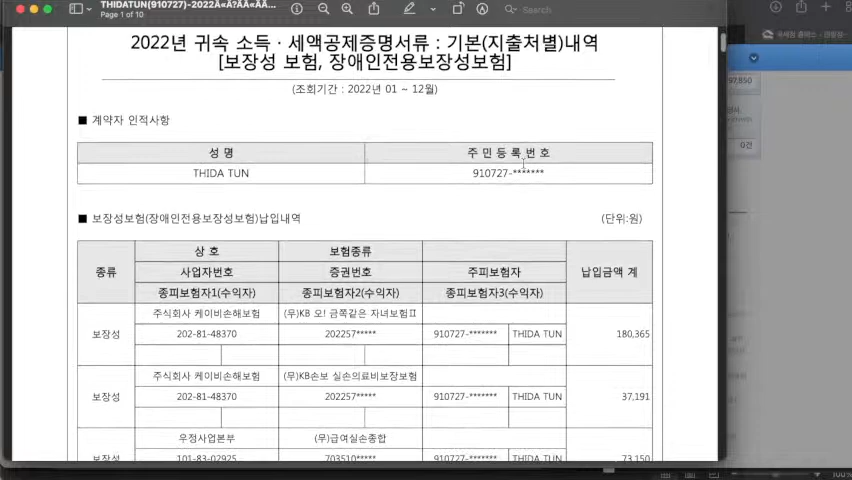 THIDATUN(910727)-2022
Page 1 of 10
Search
2022년 귀속 소득 · 세액공제증명서류 : 기본(지출처별)내역
[보장성 보험, 장애인전용보장성보험]
(조회기간 : 2022년 01 ~ 12월)
■ 계약자 인적사항
성 명 주 민 등 록 번 호
THIDA TUN 910727-*******
■ 보장성보험(장애인전용보장성보험)납입내역 (단위:원)
종류 상 호 보험종류 납입금액 계
사업자번호 증권번호 주피보험자
종피보험자1(수익자) 종피보험자2(수익자) 종피보험자3(수익자)
보장성 주식회사 케이비손해보험 (무)KB 오! 금쪽같은 자녀보험Ⅱ
202-81-48370 202257***** 910727-******* THIDA TUN 180,365
보장성 주식회사 케이비손해보험 (무)KB손보 실손의료비보장보험
202-81-48370 202257***** 910727-******* THIDA TUN 37,191
우정사업본부 (무)급여실손종합
보장성 101-83-02925 703510***** 910727-******* THIDA TUN 73,150
97,850
0건
100%